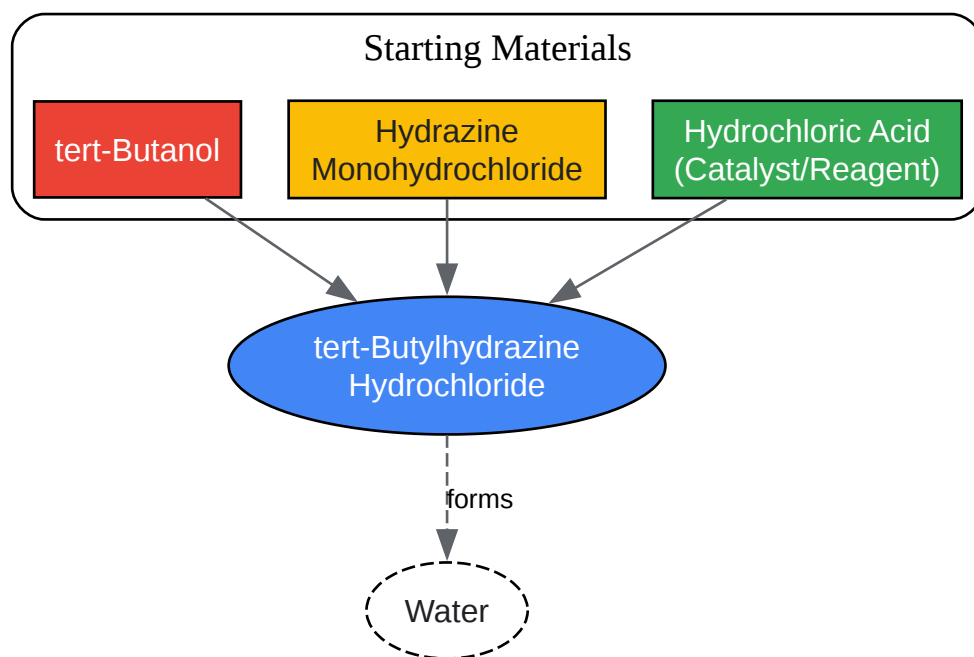 Starting Materials
tert-Butanol
Hydrazine
Monohydrochloride
Hydrochloric Acid
(Catalyst/Reagent)
tert-Butylhydrazine
Hydrochloride
forms
Water